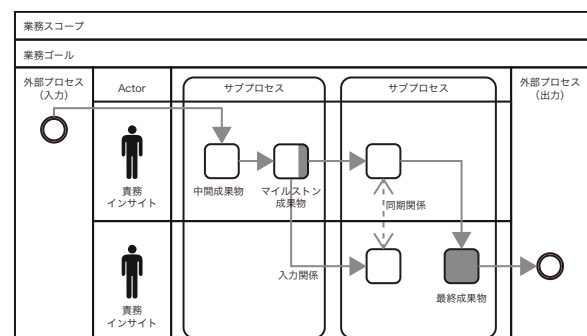 業務スコープ
業務ゴール
外部プロセス
（入力）
Actor
サブプロセス
サブプロセス
外部プロセス
（出力）
責務
インサイト
中間成果物
マイルストン
成果物
同期関係
入力関係
責務
インサイト
最終成果物